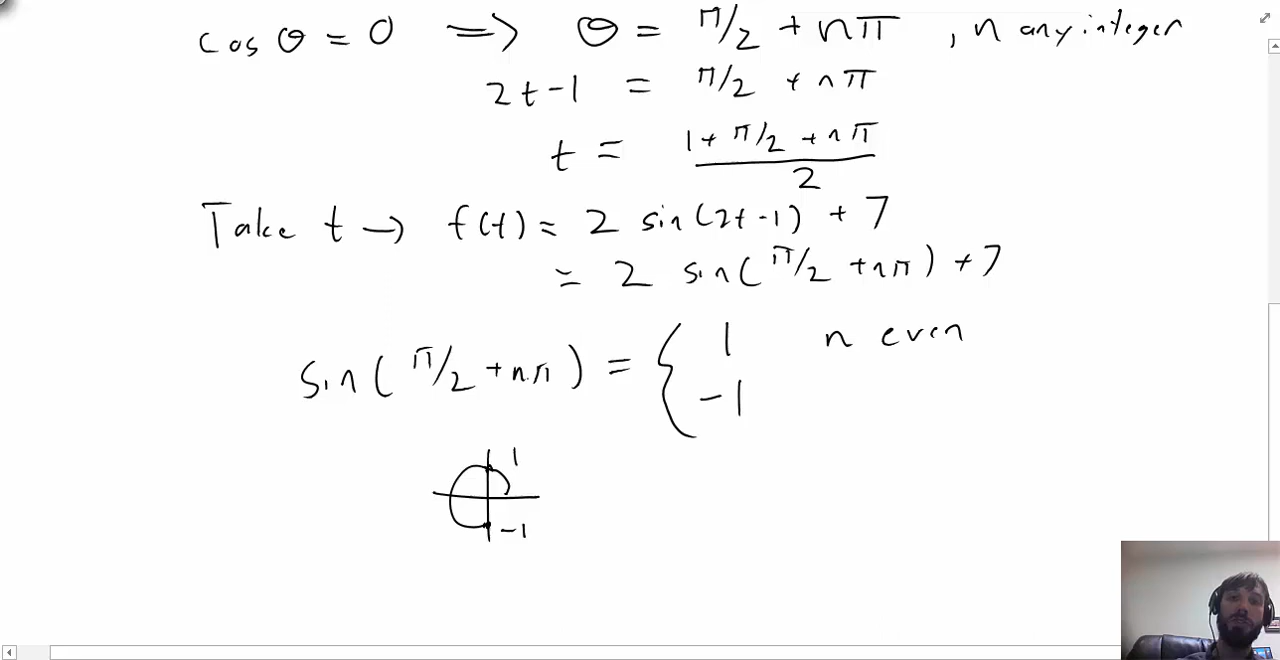 cos θ = 0 ⟹ θ = π/2 + nπ , n any integer
2t-1 = π/2 + nπ
t = (1 + π/2 + nπ)/2
Take t → f(t) = 2 sin(2t-1) + 7
= 2 sin(π/2 + nπ) + 7
sin(π/2 + nπ) = { 1 n even
-1
1
-1